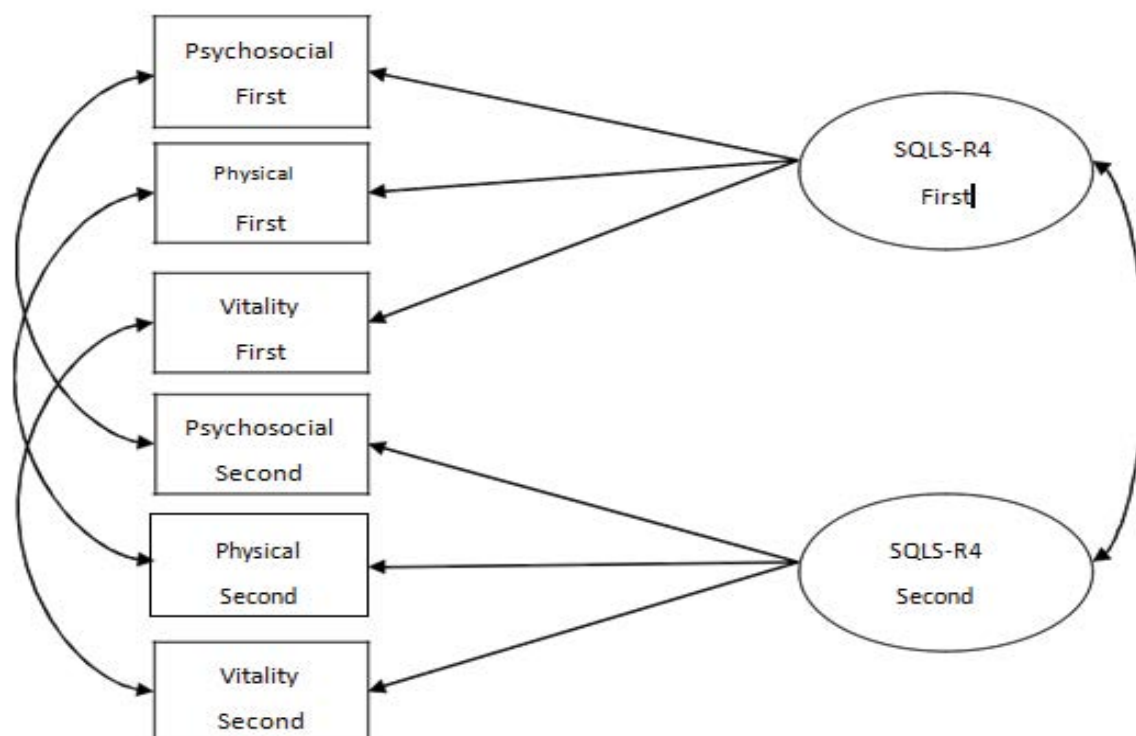 Psychosocial
First
Physical
First
Vitality
First
Psychosocial
Second
Physical
Second
Vitality
Second
SQLS-R4
First
SQLS-R4
Second